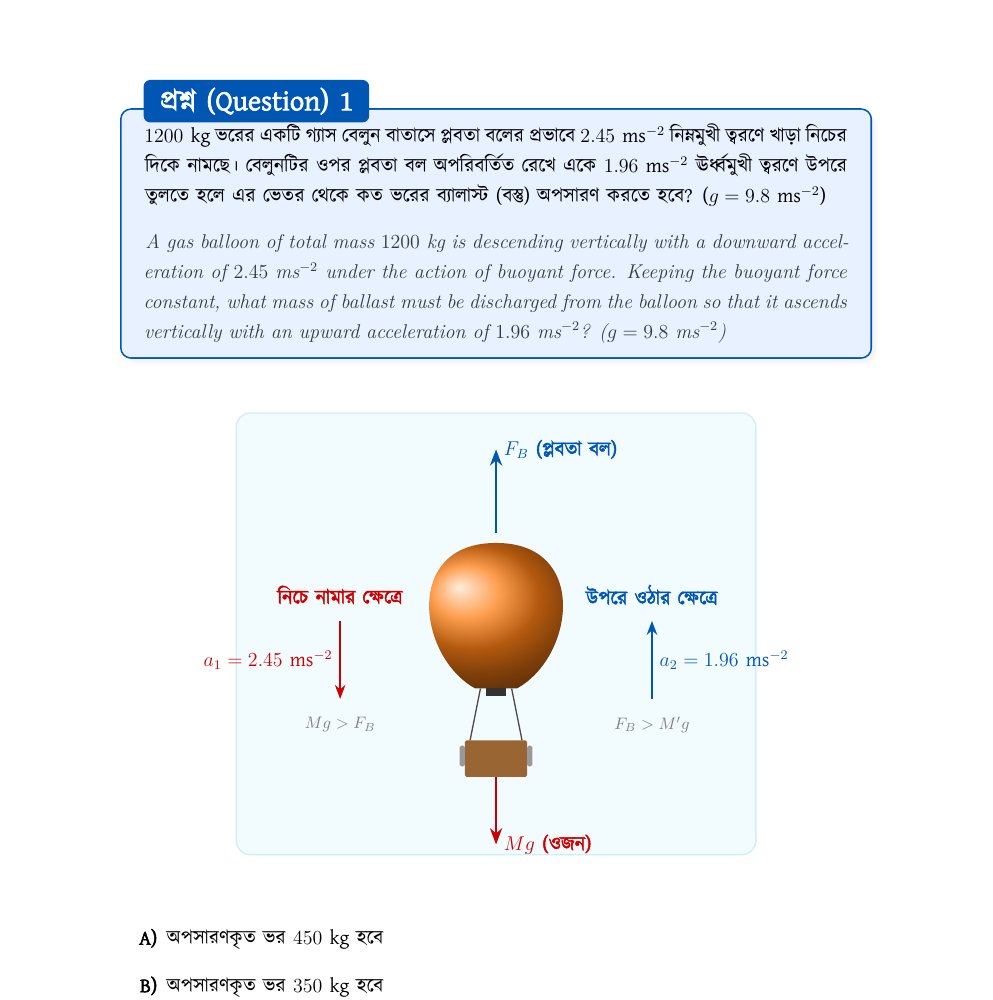 প্রশ্ন (Question) 1
1200 kg ভরের একটি গ্যাস বেলুন বাতাসে প্লবতা বলের প্রভাবে 2.45 ms⁻² নিম্নমুখী ত্বরণে খাড়া নিচের
দিকে নামছে। বেলুনটির ওপর প্লবতা বল অপরিবর্তিত রেখে একে 1.96 ms⁻² ঊর্ধ্বমুখী ত্বরণে উপরে
তুলতে হলে এর ভেতর থেকে কত ভরের ব্যালাস্ট (বস্তু) অপসারণ করতে হবে? (g = 9.8 ms⁻²)
A gas balloon of total mass 1200 kg is descending vertically with a downward accel-
eration of 2.45 ms⁻² under the action of buoyant force. Keeping the buoyant force
constant, what mass of ballast must be discharged from the balloon so that it ascends
vertically with an upward acceleration of 1.96 ms⁻²? (g = 9.8 ms⁻²)
F_B (প্লবতা বল)
নিচে নামার ক্ষেত্রে
উপরে ওঠার ক্ষেত্রে
a₁ = 2.45 ms⁻²
a₂ = 1.96 ms⁻²
Mg > F_B
F_B > M′g
Mg (ওজন)
A) অপসারণকৃত ভর 450 kg হবে
B) অপসারণকৃত ভর 350 kg হবে